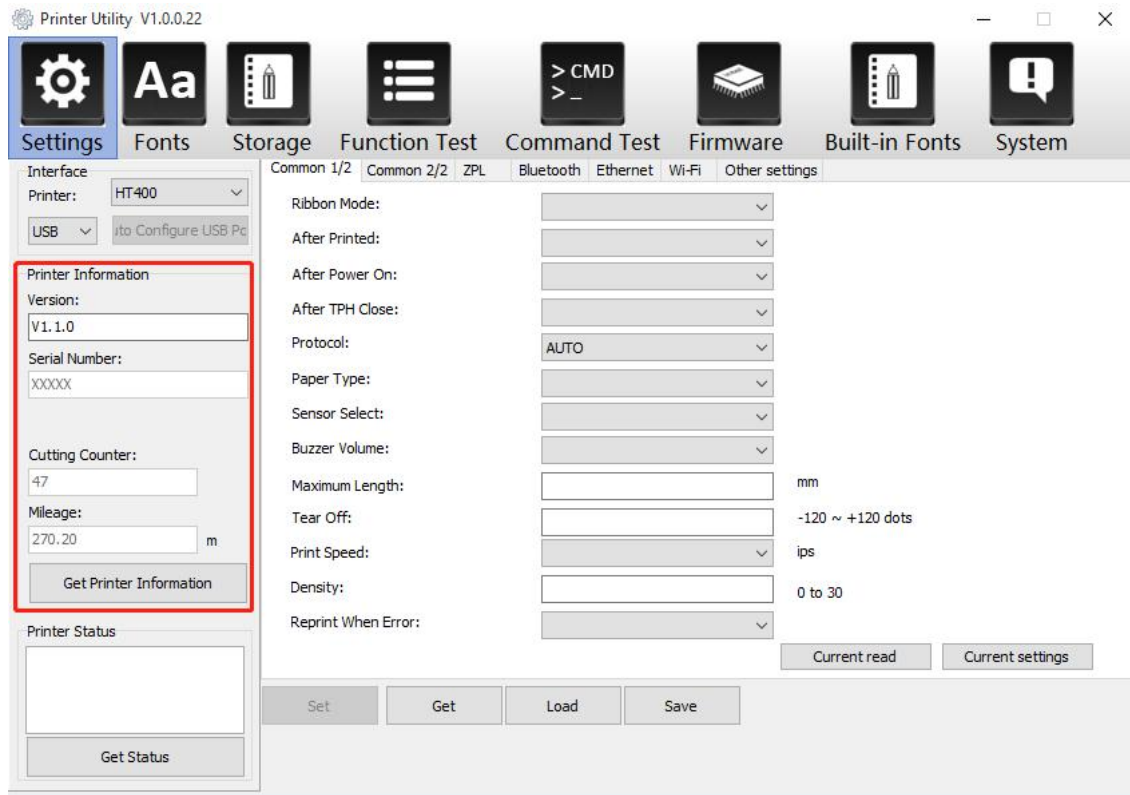 Printer Utility V1.0.0.22
Aa
> CMD
>_
Settings Fonts Storage Function Test Command Test Firmware Built-in Fonts System
Interface
Printer: HT400
USB ito Configure USB Pc
Printer Information
Version:
V1.1.0
Serial Number:
XXXXX
Cutting Counter:
47
Mileage:
270.20 m
Get Printer Information
Printer Status
Get Status
Common 1/2 Common 2/2 ZPL Bluetooth Ethernet Wi-Fi Other settings
Ribbon Mode:
After Printed:
After Power On:
After TPH Close:
Protocol: AUTO
Paper Type:
Sensor Select:
Buzzer Volume:
Maximum Length: mm
Tear Off: -120 ~ +120 dots
Print Speed: ips
Density: 0 to 30
Reprint When Error:
Current read Current settings
Set Get Load Save